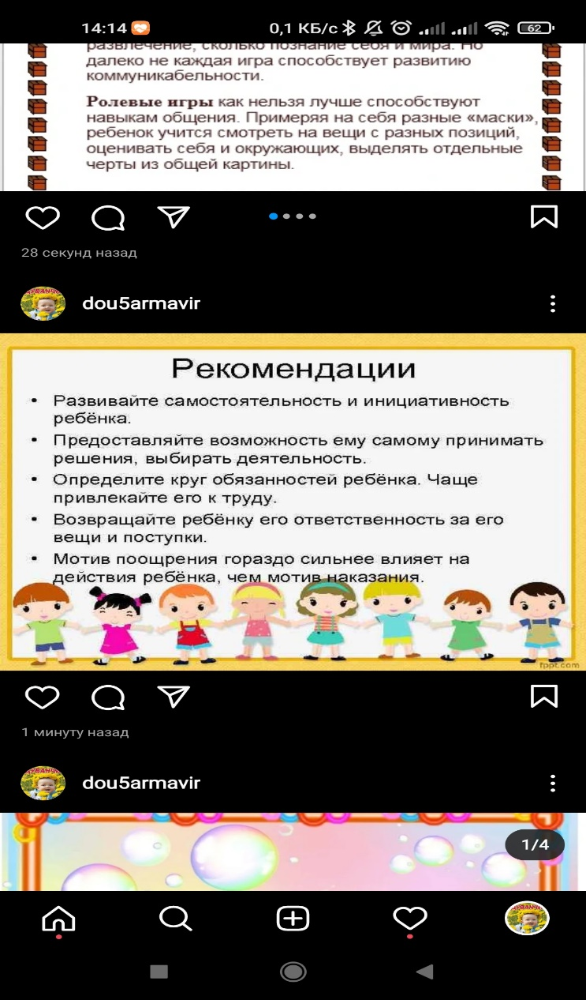 14:14
0,1 КБ/с
62
развлечение, сколько познание себя и мира. Но
далеко не каждая игра способствует развитию
коммуникабельности.
Ролевые игры как нельзя лучше способствуют
навыкам общения. Примеряя на себя разные «маски»,
ребенок учится смотреть на вещи с разных позиций,
оценивать себя и окружающих, выделять отдельные
черты из общей картины.
28 секунд назад
dou5armavir
Рекомендации
• Развивайте самостоятельность и инициативность
ребёнка.
• Предоставляйте возможность ему самому принимать
решения, выбирать деятельность.
• Определите круг обязанностей ребёнка. Чаще
привлекайте его к труду.
• Возвращайте ребёнку его ответственность за его
вещи и поступки.
• Мотив поощрения гораздо сильнее влияет на
действия ребёнка, чем мотив наказания.
fppt.com
1 минуту назад
dou5armavir
1/4